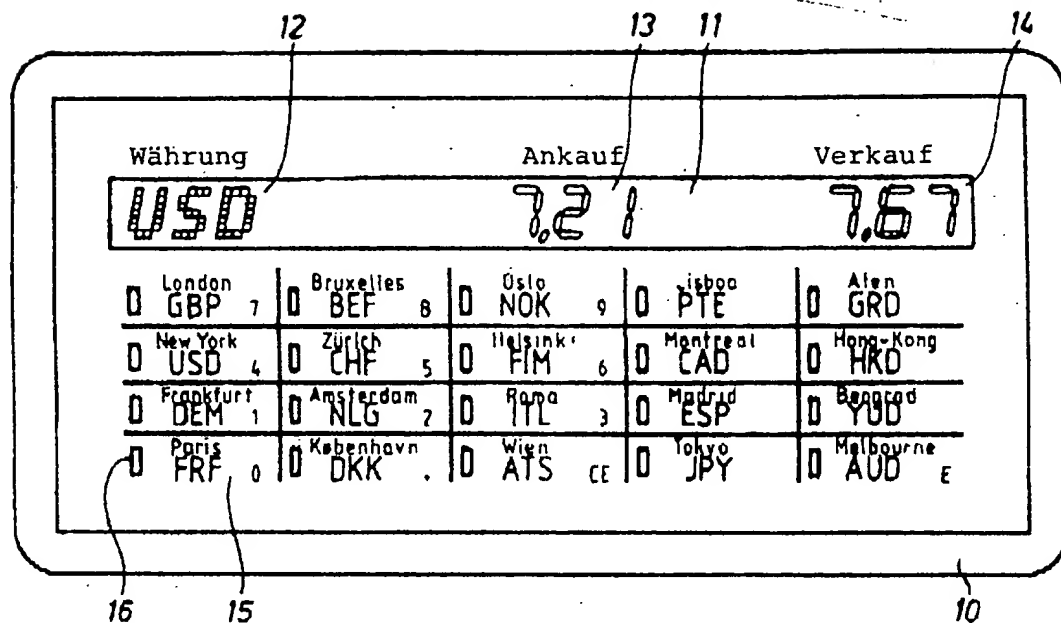 12 13 11 14
Währung Ankauf Verkauf
USD 7.21 7.67
London Bruxelles Oslo Lisboa Aten
GBP 7 BEF 8 NOK 9 PTE GRD
New York Zürich Helsinki Montreal Hong-Kong
USD 4 CHF 5 FIM 6 CAD HKD
Frankfurt Amsterdam Roma Madrid Beograd
DEM 1 NLG 2 ITL 3 ESP YUD
Paris København Wien Tokyo Melbourne
FRF 0 DKK . ATS CE JPY AUD E
16 15 10